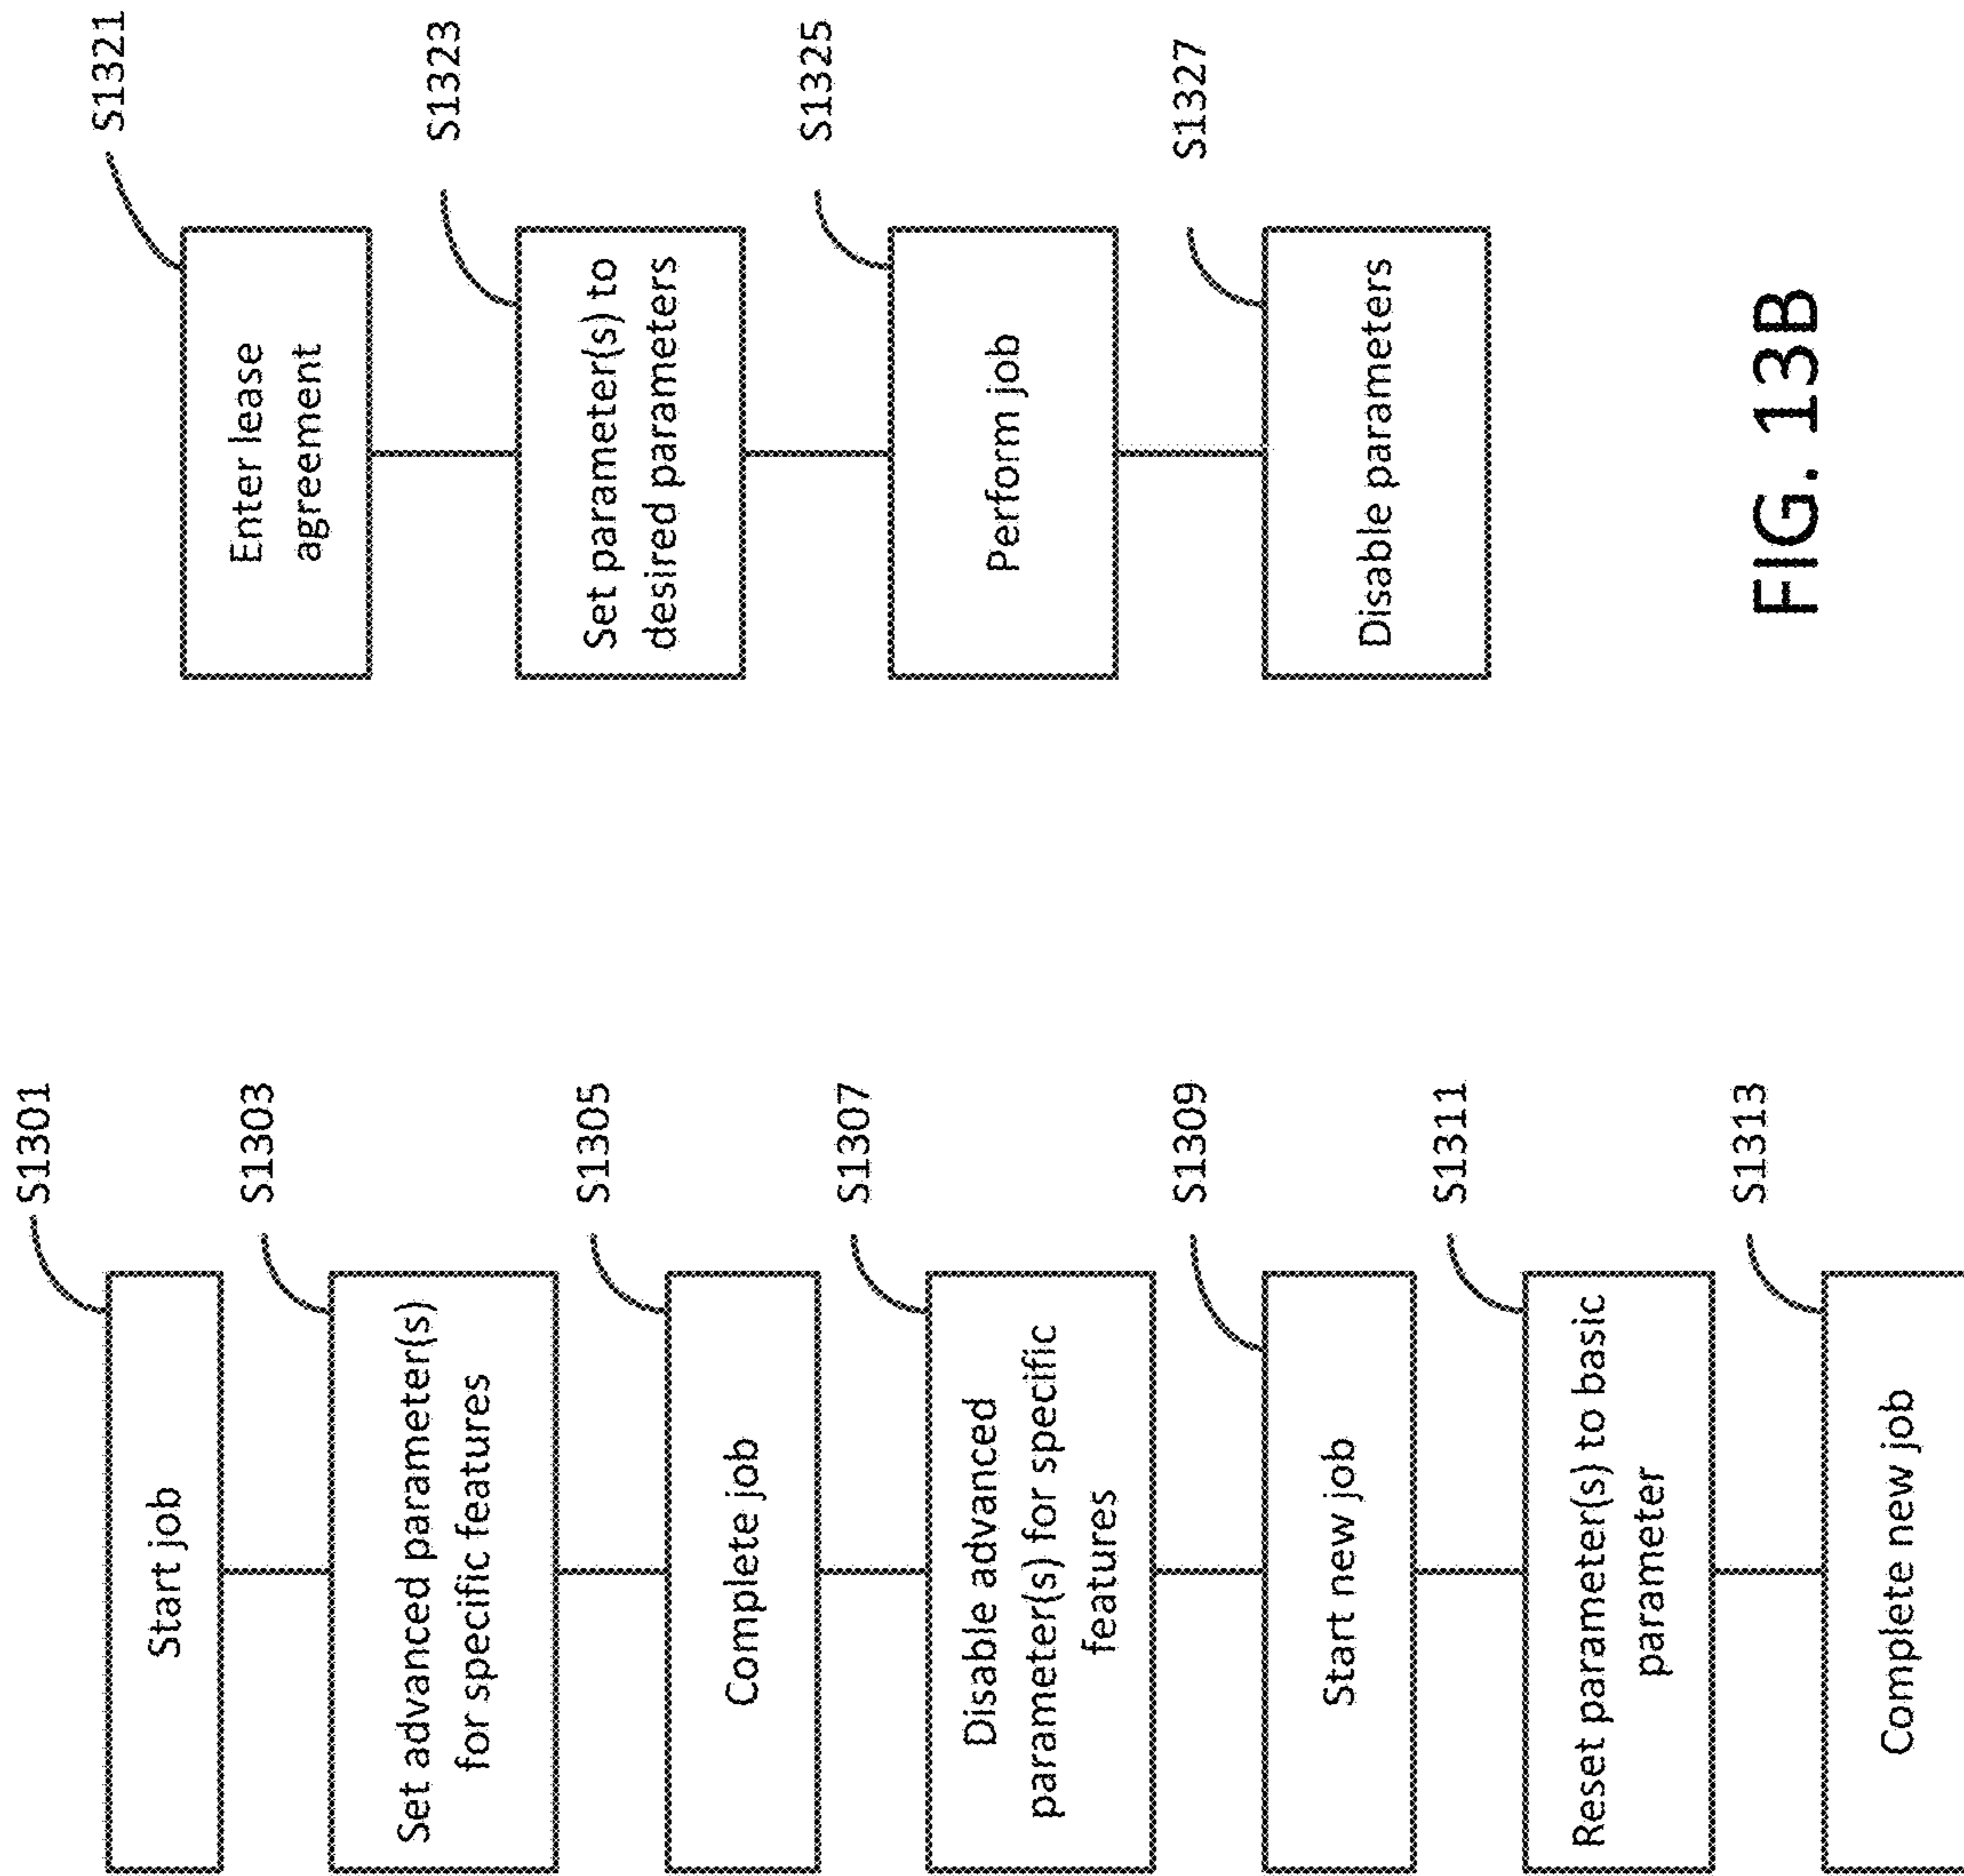 S1301
Start job
S1303
Set advanced parameter(s)
for specific features
S1305
Complete job
S1307
Disable advanced
parameter(s) for specific
features
S1309
Start new job
S1311
Reset parameter(s) to basic
parameter
S1313
Complete new job
S1321
Enter lease
agreement
S1323
Set parameter(s) to
desired parameters
S1325
Perform job
S1327
Disable parameters
FIG. 13B